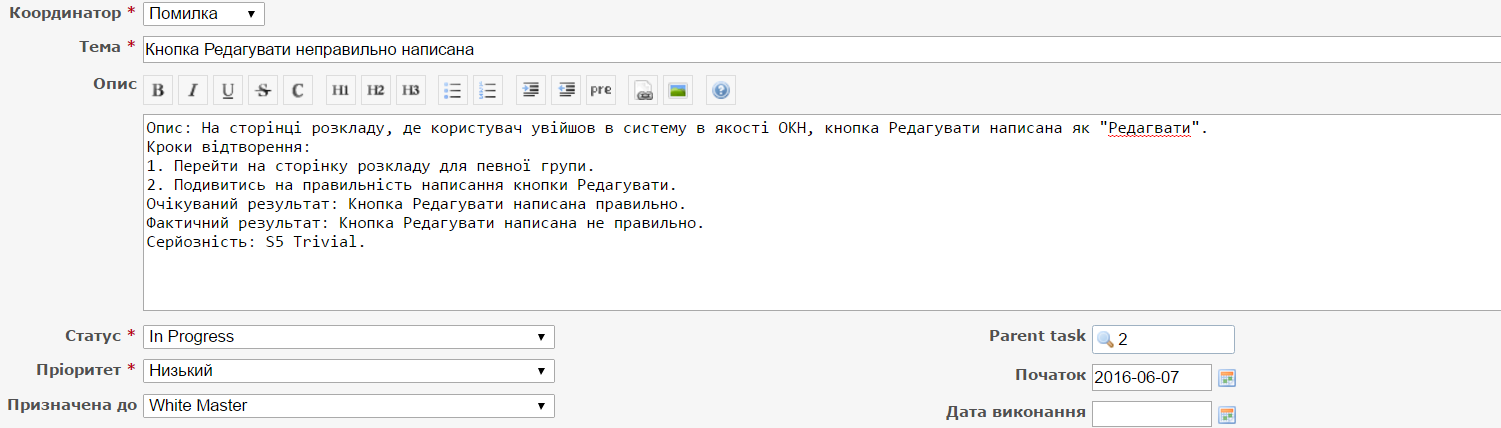 Координатор * Помилка
Тема * Кнопка Редагувати неправильно написана
Опис B I U S C H1 H2 H3 pre
Опис: На сторінці розкладу, де користувач увійшов в систему в якості ОКН, кнопка Редагувати написана як "Редагвати".
Кроки відтворення:
1. Перейти на сторінку розкладу для певної групи.
2. Подивитись на правильність написання кнопки Редагувати.
Очікуваний результат: Кнопка Редагувати написана правильно.
Фактичний результат: Кнопка Редагувати написана не правильно.
Серйозність: S5 Trivial.
Статус * In Progress Parent task 2
Пріоритет * Низький Початок 2016-06-07
Призначена до White Master Дата виконання